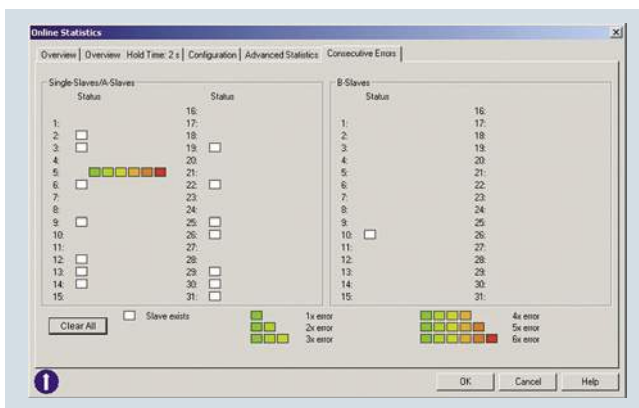 Online Statistics
Overview | Overview Hold Time: 2 s | Configuration | Advanced Statistics | Consecutive Errors
Single-Slaves/A-Slaves
B-Slaves
Status Status
Status
16: 16:
1: 17: 1: 17:
2: 18: 2: 18:
3: 19: 3: 19:
4: 20: 4: 20:
5: 21: 5: 21:
6: 22: 6: 22:
7: 23: 7: 23:
8: 24: 8: 24:
9: 25: 9: 25:
10: 26: 10: 26:
11: 27: 11: 27:
12: 28: 12: 28:
13: 29: 13: 29:
14: 30: 14: 30:
15: 31: 15: 31:
Clear All
Slave exists
1x error
2x error
3x error
4x error
5x error
6x error
OK Cancel Help